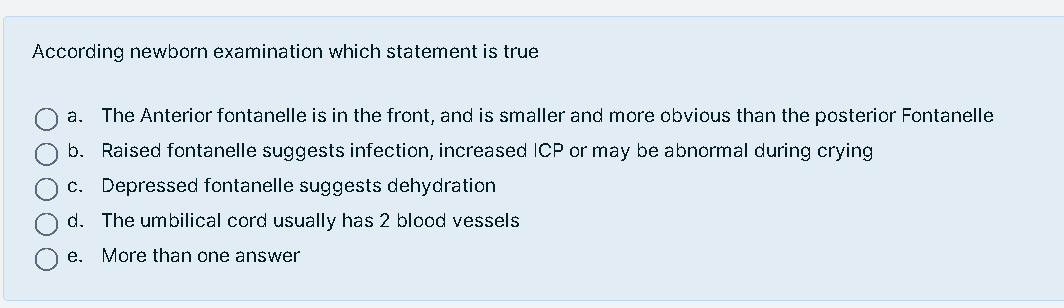 According newborn examination which statement is true
a. The Anterior fontanelle is in the front, and is smaller and more obvious than the posterior Fontanelle
b. Raised fontanelle suggests infection, increased ICP or may be abnormal during crying
c. Depressed fontanelle suggests dehydration
d. The umbilical cord usually has 2 blood vessels
e. More than one answer